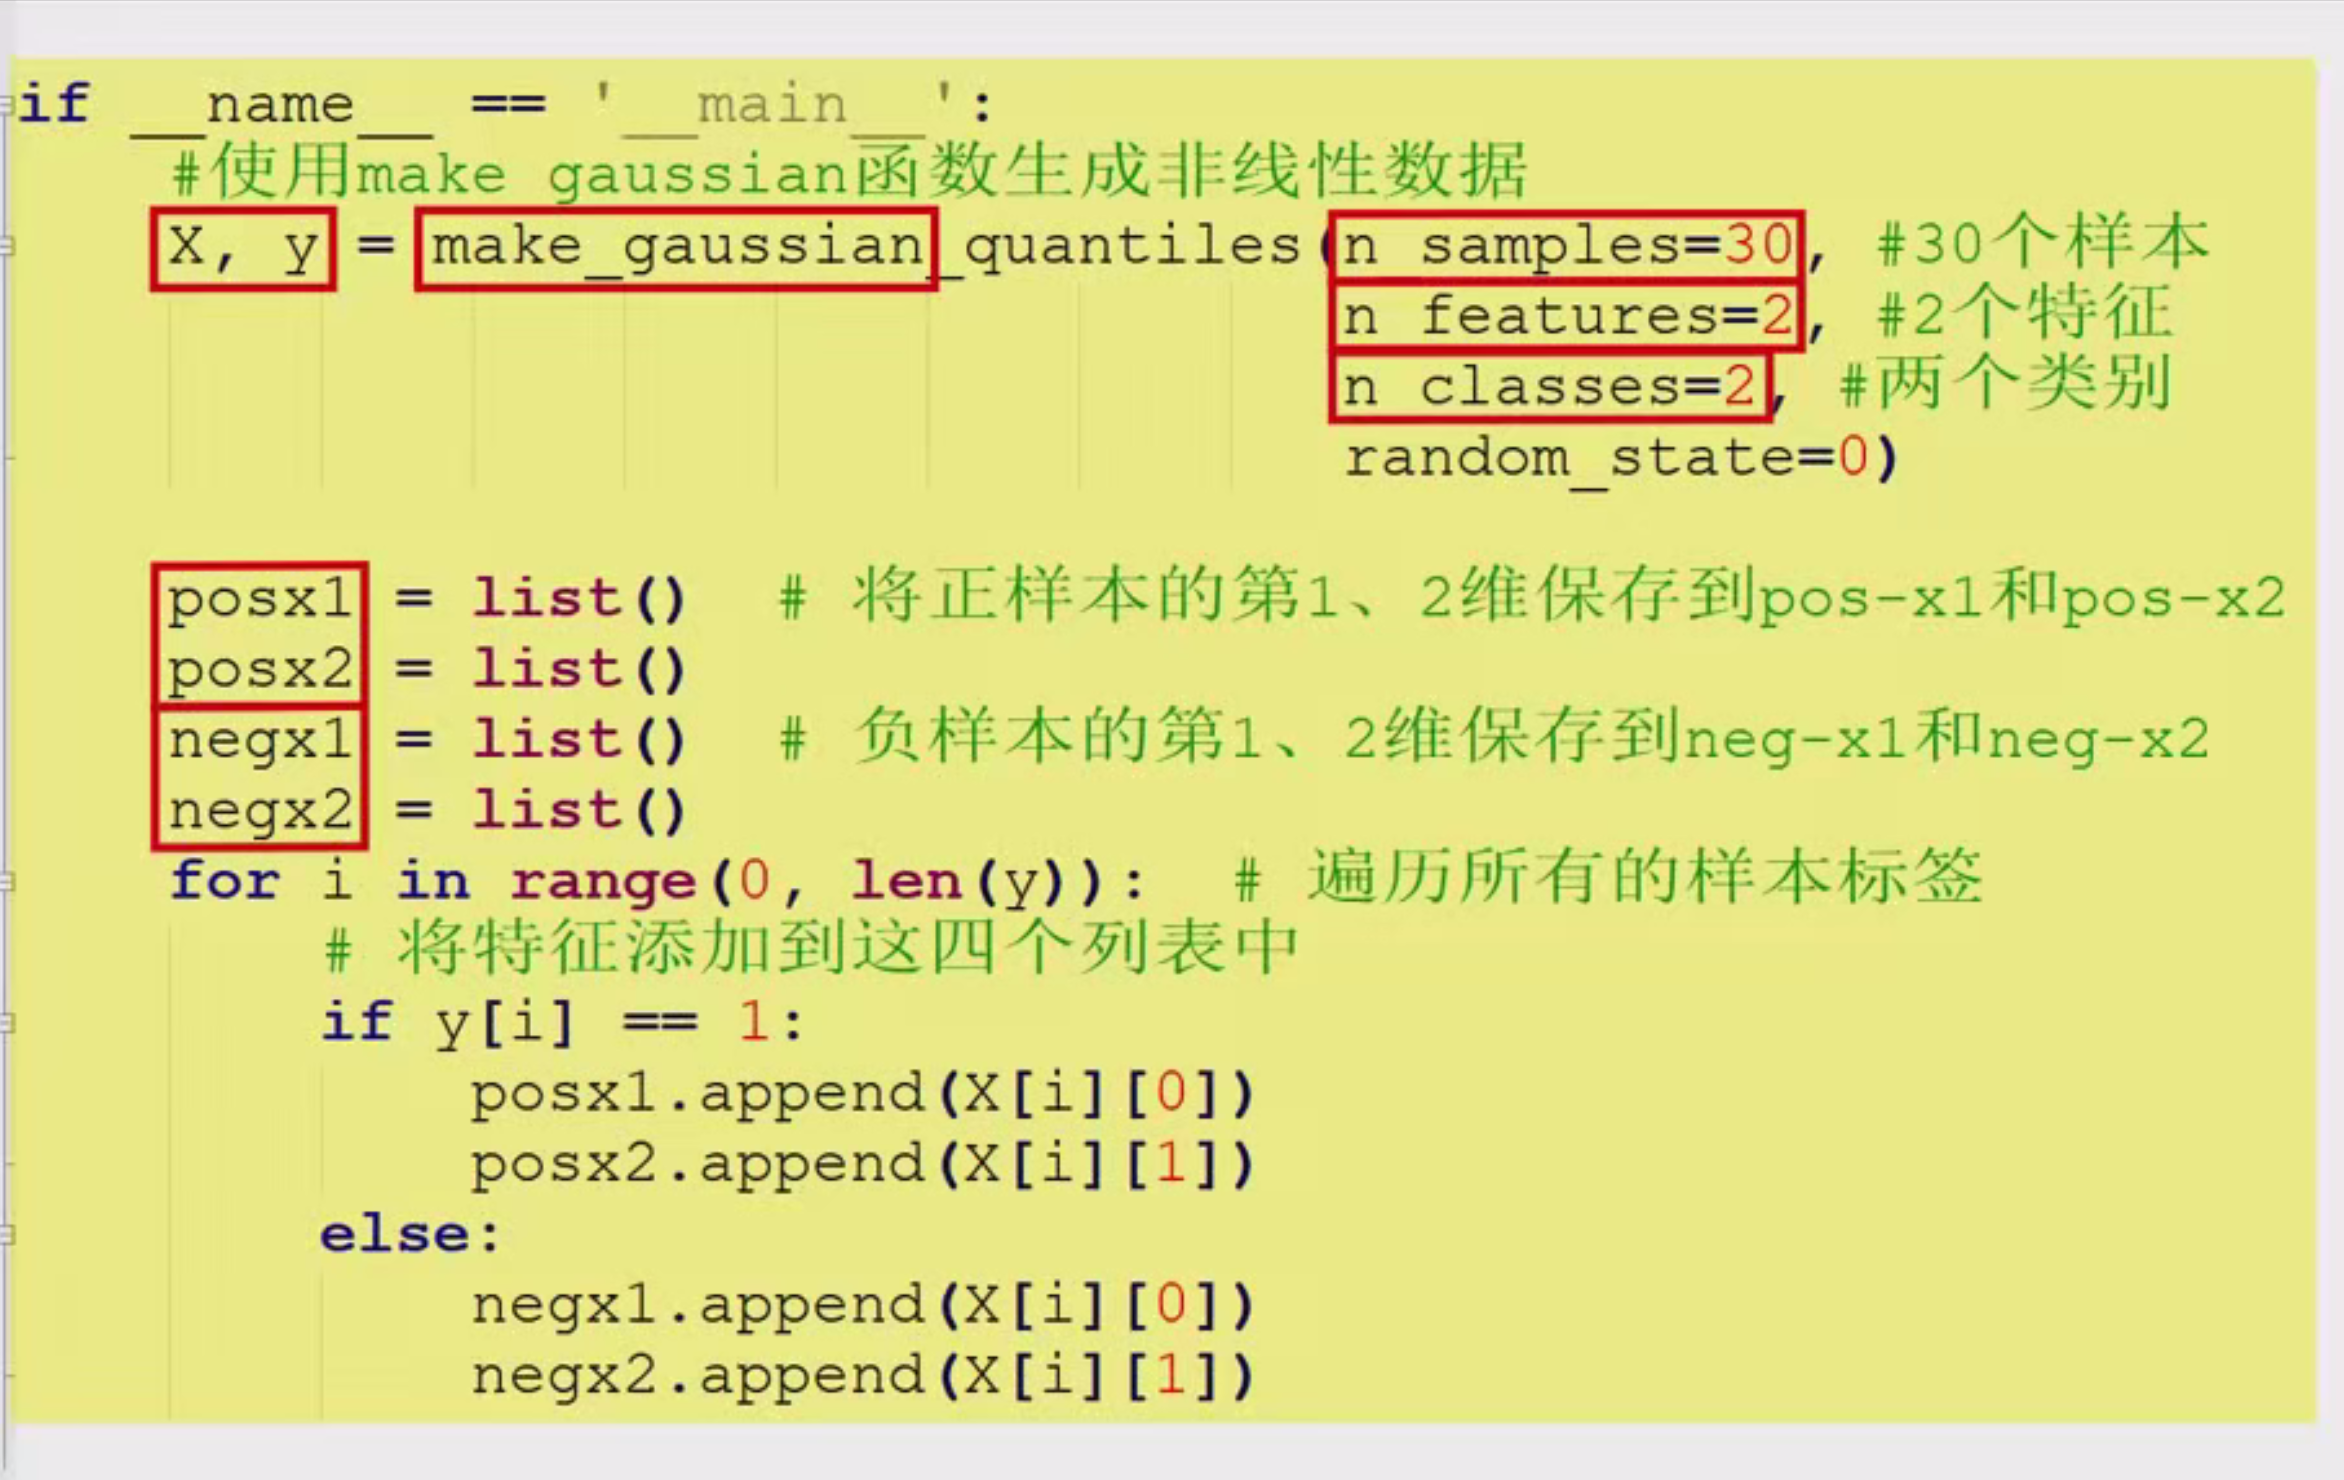 if __name__ == '__main__':
    #使用make gaussian函数生成非线性数据
    X, y = make_gaussian_quantiles(n samples=30, #30个样本
                                   n features=2, #2个特征
                                   n classes=2, #两个类别
                                   random_state=0)
    posx1 = list()  # 将正样本的第1、2维保存到pos-x1和pos-x2
    posx2 = list()
    negx1 = list()  # 负样本的第1、2维保存到neg-x1和neg-x2
    negx2 = list()
    for i in range(0, len(y)):  # 遍历所有的样本标签
        # 将特征添加到这四个列表中
        if y[i] == 1:
            posx1.append(X[i][0])
            posx2.append(X[i][1])
        else:
            negx1.append(X[i][0])
            negx2.append(X[i][1])